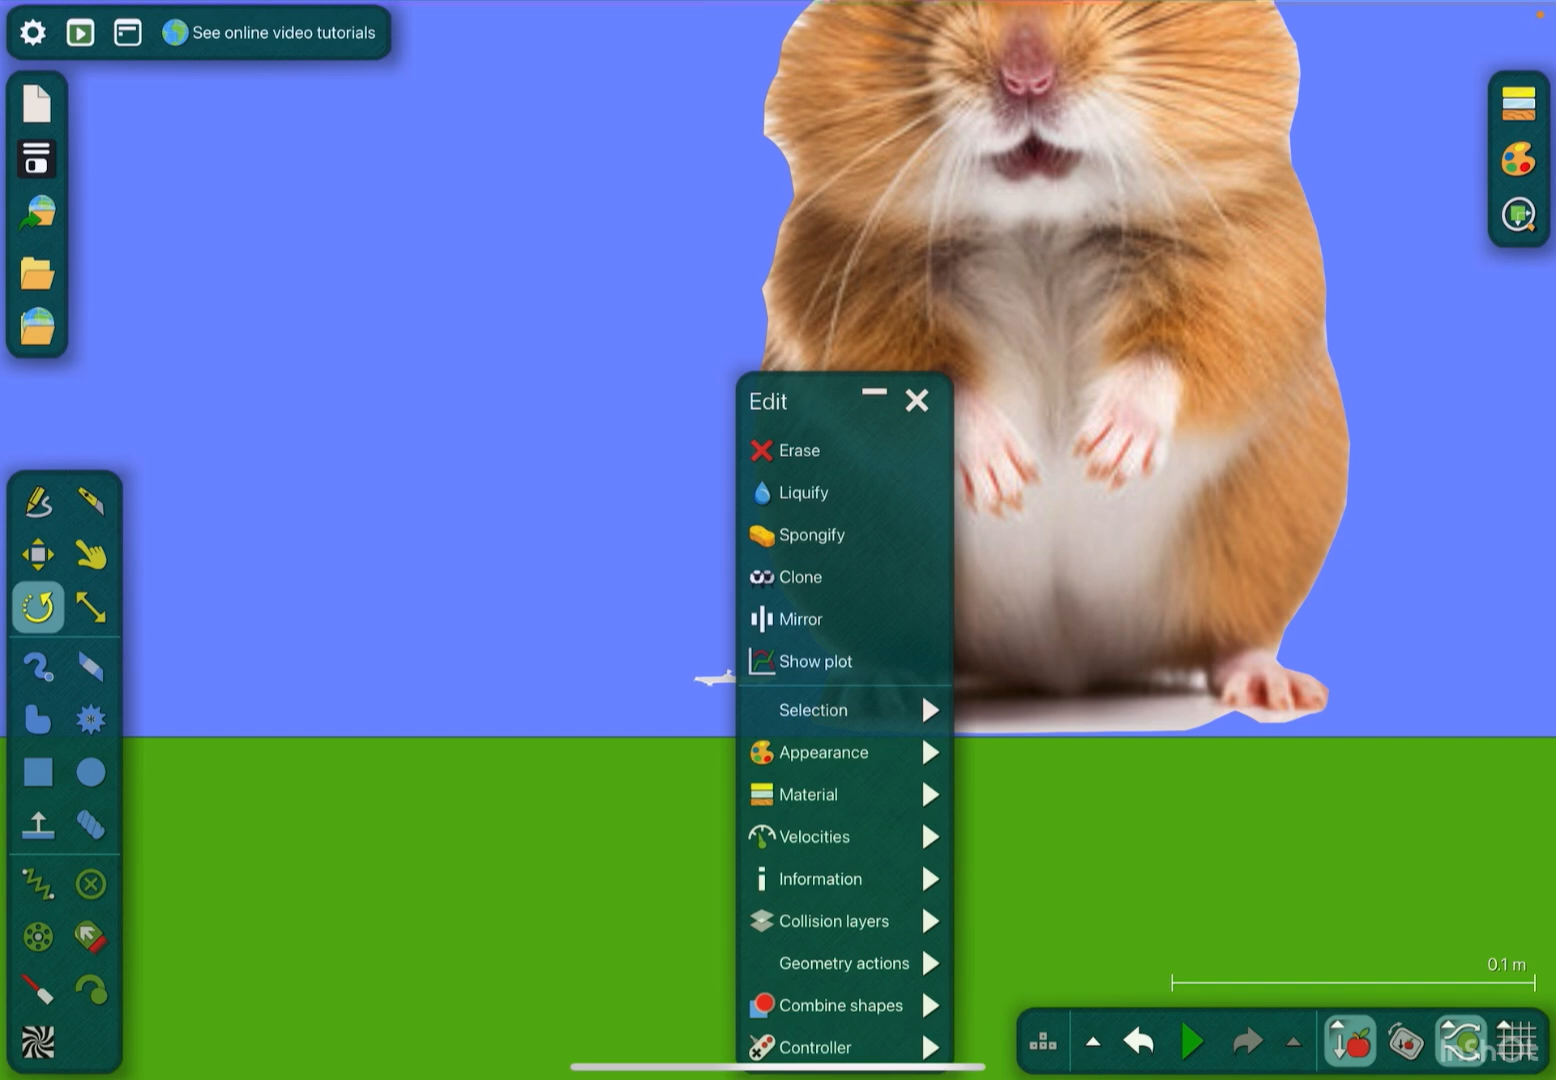 See online video tutorials
Edit
Erase
Liquify
Spongify
Clone
Mirror
Show plot
Selection
Appearance
Material
Velocities
Information
Collision layers
Geometry actions
Combine shapes
Controller
0.1 m
InShOt